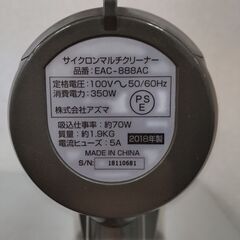 サイクロンマルチクリーナー
品番：EAC-888AC
定格電圧：100V～50/60Hz
消費電力：350W
PS
E
株式会社アズマ
吸込仕事率：約70W
質量：約1.9KG
電流ヒューズ：5A
2018年製
MADE IN CHINA
S/N: 18110681